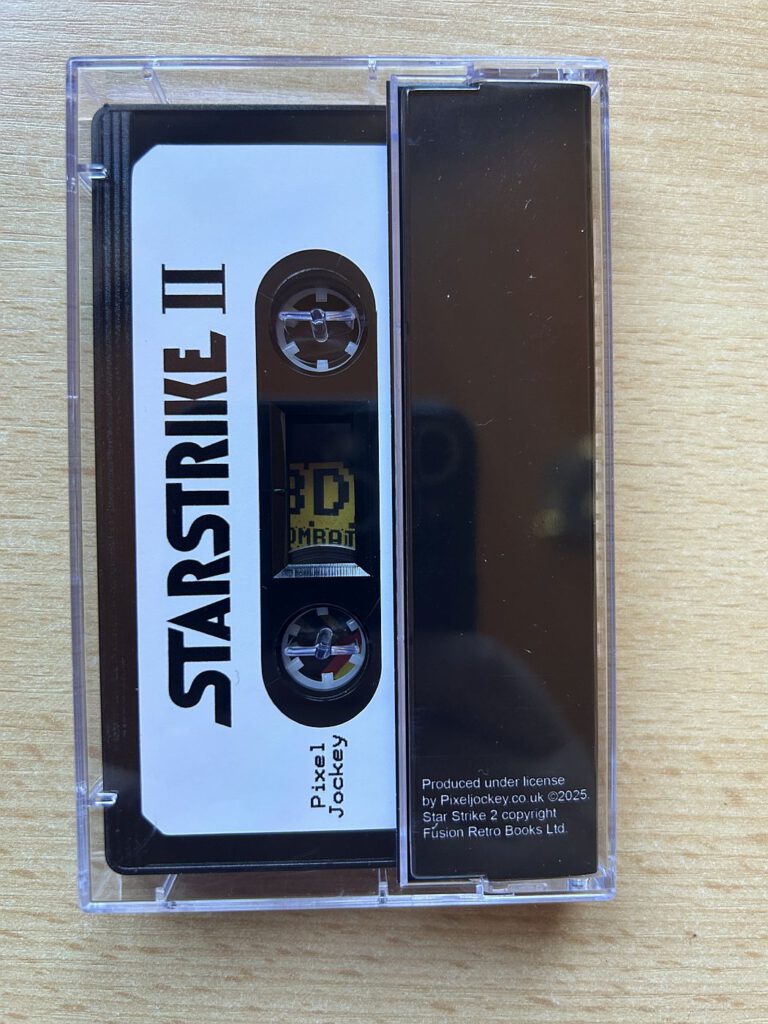 STARSTRIKE II
3D
COMBAT
Pixel
Jockey
Produced under license
by Pixeljockey.co.uk ©2025.
Star Strike 2 copyright
Fusion Retro Books Ltd.